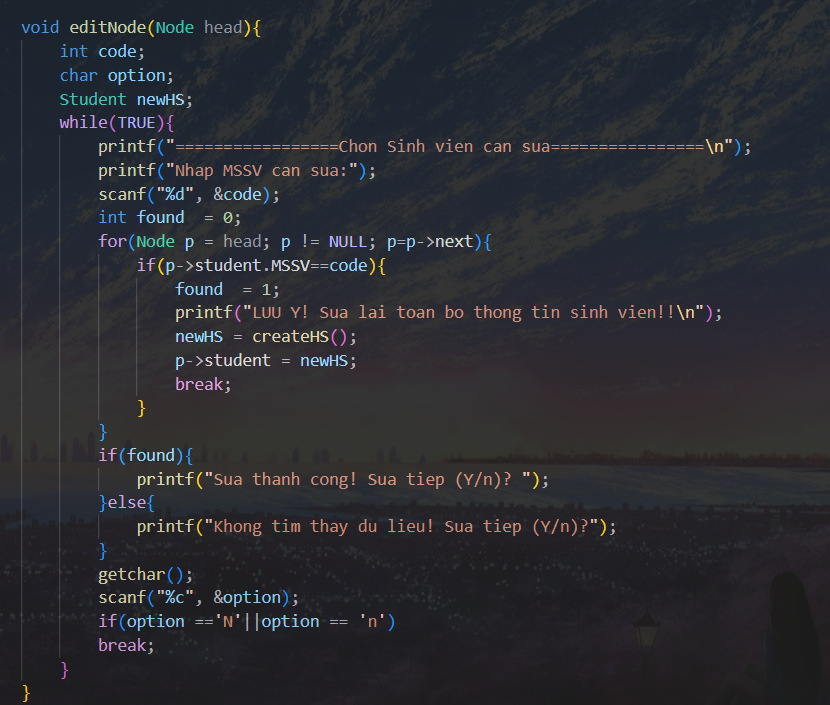 void editNode(Node head){
    int code;
    char option;
    Student newHS;
    while(TRUE){
        printf("=================Chon Sinh vien can sua================\n");
        printf("Nhap MSSV can sua:");
        scanf("%d", &code);
        int found  = 0;
        for(Node p = head; p != NULL; p=p->next){
            if(p->student.MSSV==code){
                found  = 1;
                printf("LUU Y! Sua lai toan bo thong tin sinh vien!!\n");
                newHS = createHS();
                p->student = newHS;
                break;
            }
        }
        if(found){
            printf("Sua thanh cong! Sua tiep (Y/n)? ");
        }else{
            printf("Khong tim thay du lieu! Sua tiep (Y/n)?");
        }
        getchar();
        scanf("%c", &option);
        if(option =='N'||option == 'n')
        break;
    }
}